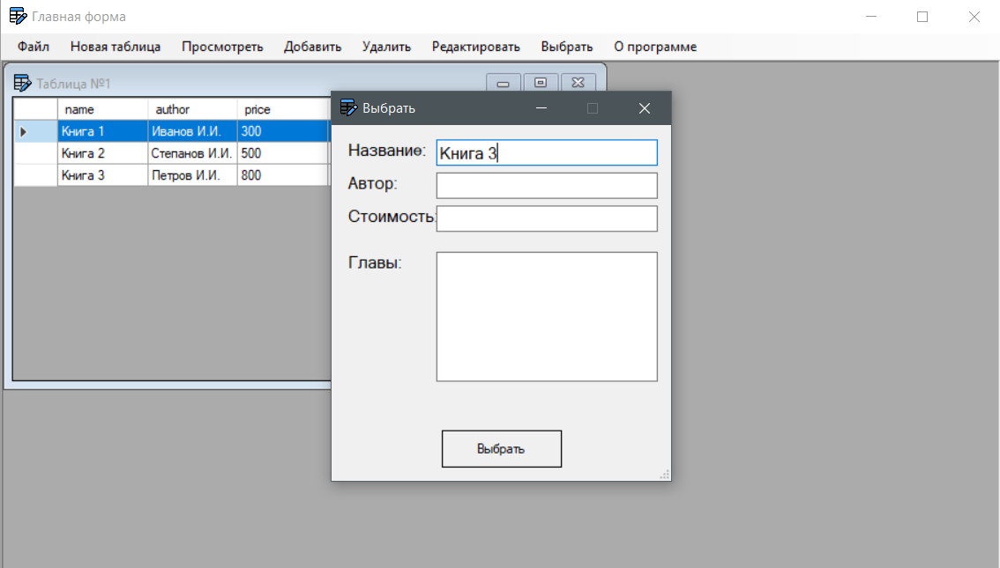 Главная форма
Файл Новая таблица Просмотреть Добавить Удалить Редактировать Выбрать О программе
Таблица №1
name author price
Книга 1 Иванов И.И. 300
Книга 2 Степанов И.И. 500
Книга 3 Петров И.И. 800
Выбрать
Название: Книга 3
Автор:
Стоимость:
Главы:
Выбрать